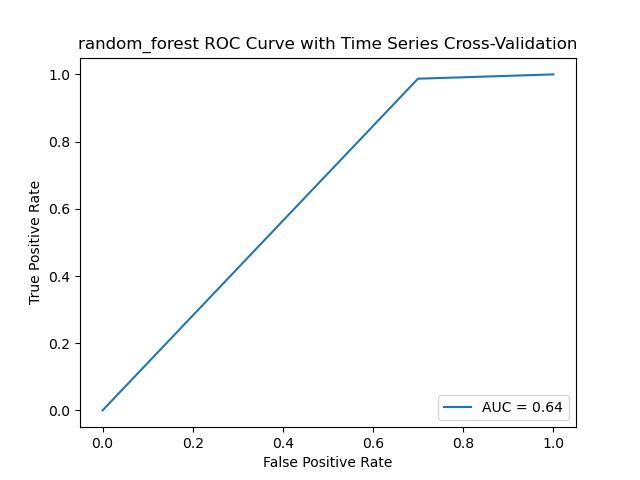 random_forest ROC Curve with Time Series Cross-Validation
1.0
0.8
0.6
0.4
0.2
0.0
True Positive Rate
AUC = 0.64
0.0 0.2 0.4 0.6 0.8 1.0
False Positive Rate